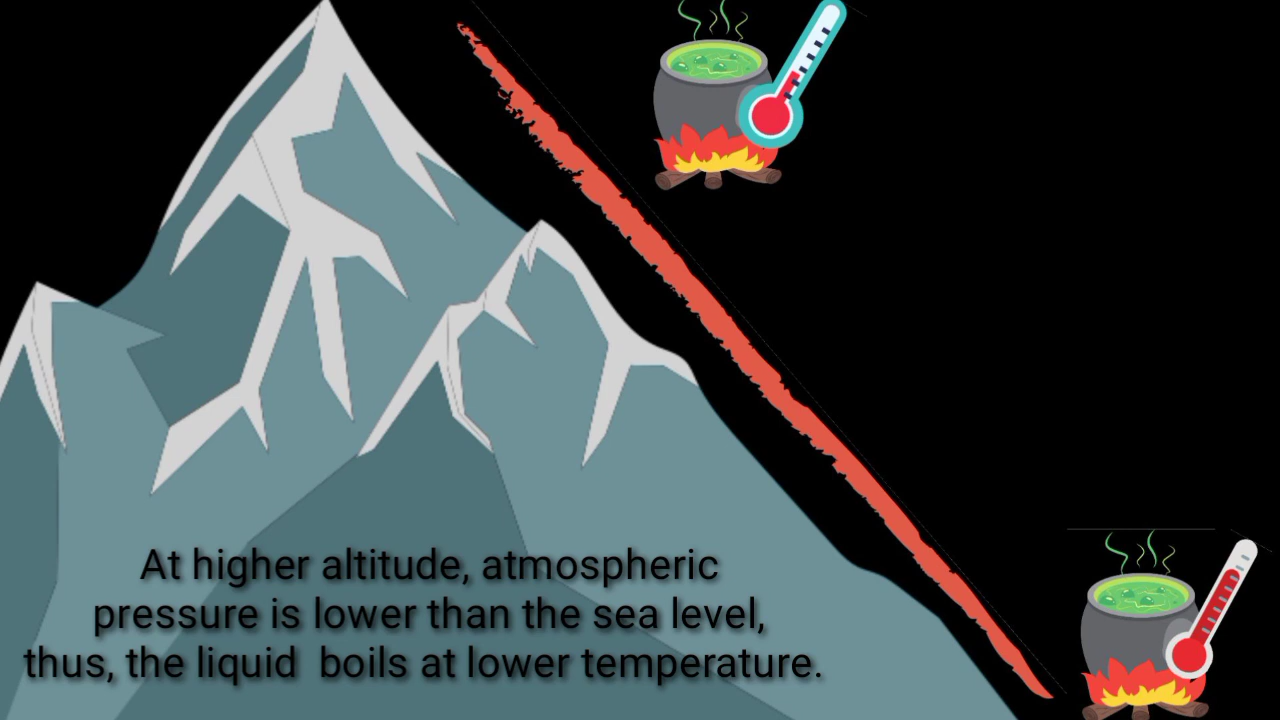 At higher altitude, atmospheric
pressure is lower than the sea level,
thus, the liquid  boils at lower temperature.